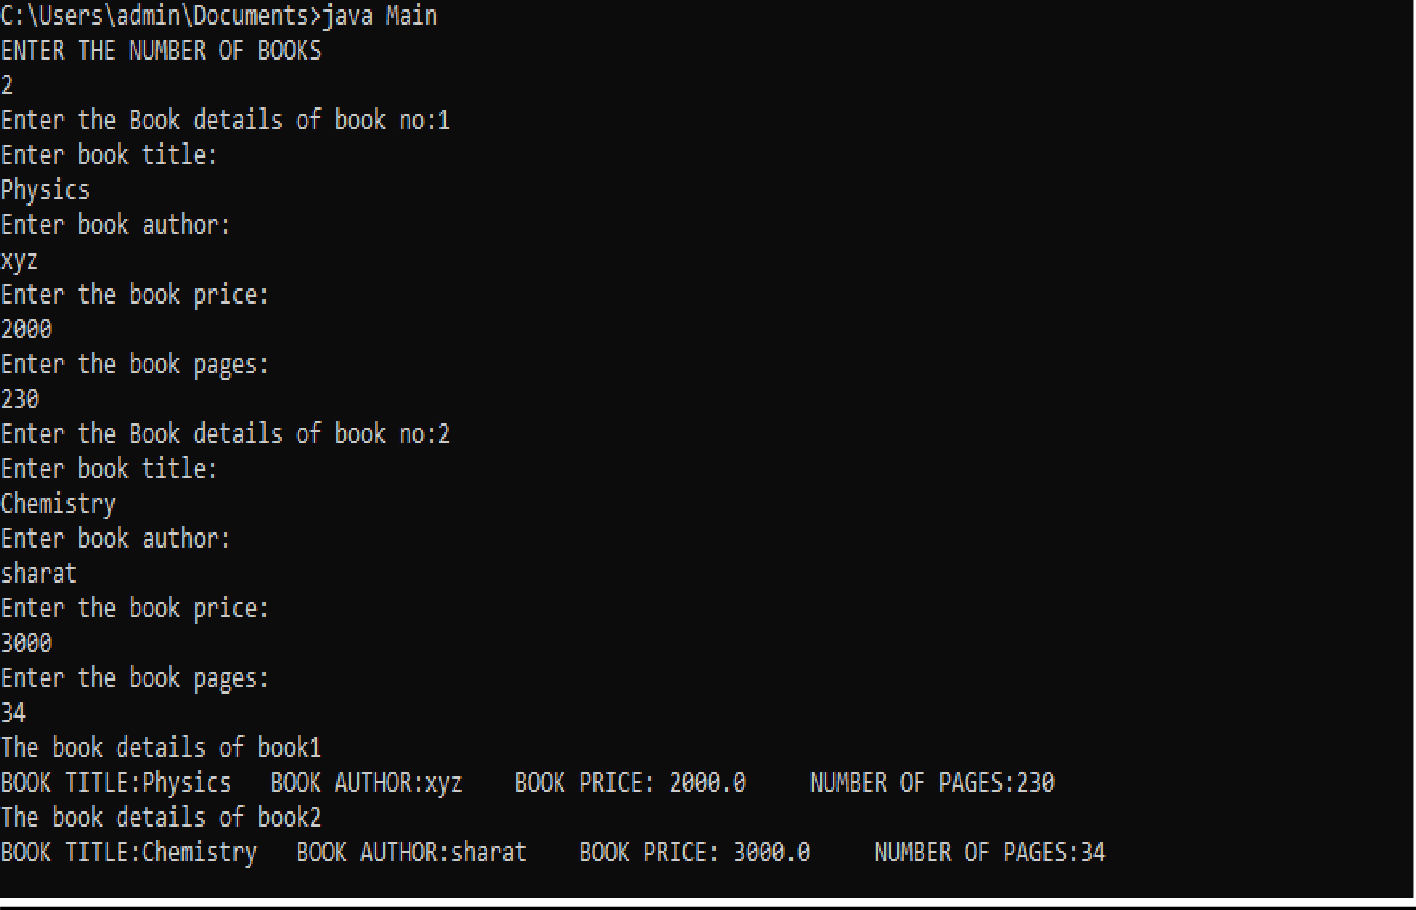 C:\Users\admin\Documents>java Main
ENTER THE NUMBER OF BOOKS
2
Enter the Book details of book no:1
Enter book title:
Physics
Enter book author:
xyz
Enter the book price:
2000
Enter the book pages:
230
Enter the Book details of book no:2
Enter book title:
Chemistry
Enter book author:
sharat
Enter the book price:
3000
Enter the book pages:
34
The book details of book1
BOOK TITLE:Physics   BOOK AUTHOR:xyz    BOOK PRICE: 2000.0     NUMBER OF PAGES:230
The book details of book2
BOOK TITLE:Chemistry   BOOK AUTHOR:sharat    BOOK PRICE: 3000.0     NUMBER OF PAGES:34